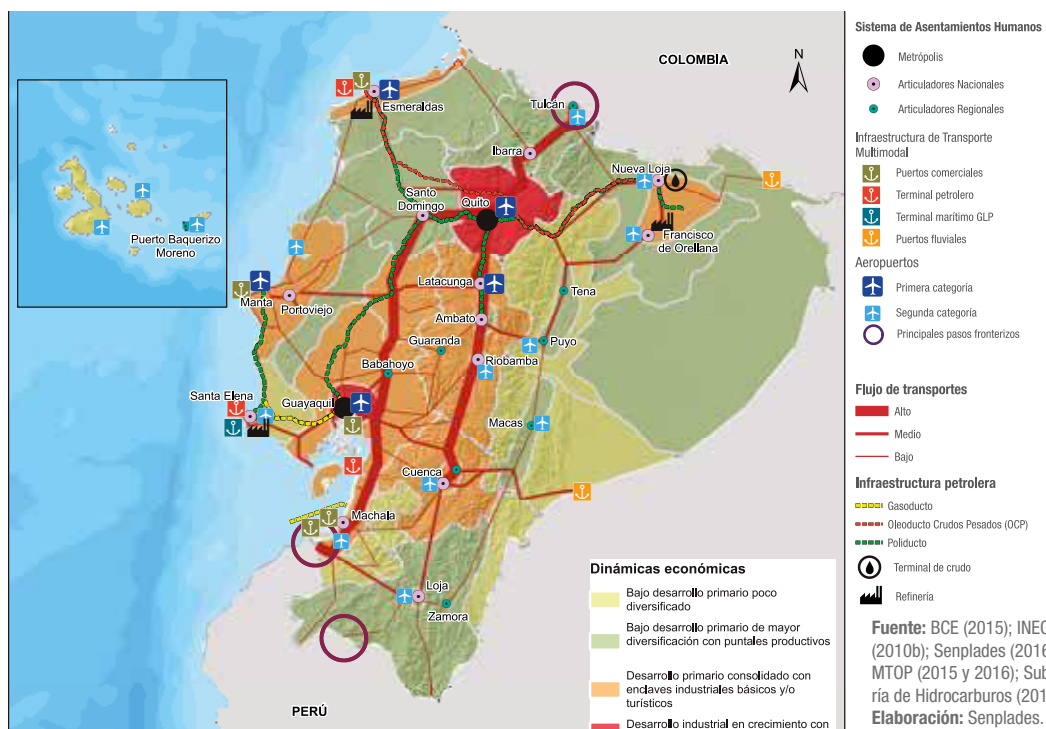 COLOMBIA
N
Esmeraldas
Tulcán
Ibarra
Nueva Loja
Santo
Domingo
Quito
Puerto Baquerizo
Moreno
Francisco
de Orellana
Latacunga
Tena
Manta
Portoviejo
Ambato
Guaranda
Puyo
Riobamba
Babahoyo
Santa Elena
Guayaquil
Macas
Cuenca
Machala
Loja
Zamora
PERÚ
Dinámicas económicas
Bajo desarrollo primario poco
diversificado
Bajo desarrollo primario de mayor
diversificación con puntales productivos
Desarrollo primario consolidado con
enclaves industriales básicos y/o
turísticos
Desarrollo industrial en crecimiento con
Sistema de Asentamientos Humanos
Metrópolis
Articuladores Nacionales
Articuladores Regionales
Infraestructura de Transporte
Multimodal
Puertos comerciales
Terminal petrolero
Terminal marítimo GLP
Puertos fluviales
Aeropuertos
Primera categoría
Segunda categoría
Principales pasos fronterizos
Flujo de transportes
Alto
Medio
Bajo
Infraestructura petrolera
Gasoducto
Oleoducto Crudos Pesados (OCP)
Poliducto
Terminal de crudo
Refinería
Fuente: BCE (2015); INEC
(2010b); Senplades (2016
MTOP (2015 y 2016); Sub
ría de Hidrocarburos (201
Elaboración: Senplades.